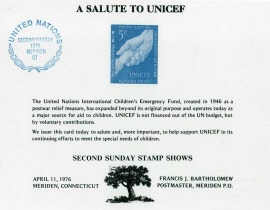 A SALUTE TO UNICEF
UNITED NATIONS
SECOND SUNDAY
1976
MERIDEN
CT
5c
UNICEF
UNITED NATIONS
The United Nations International Children's Emergency Fund, created in 1946 as a
postwar relief measure, has expanded beyond its original purpose and operates today as
a major source for aid to children. UNICEF is not financed out of the UN budget, but
by voluntary contributions.
We issue this card today to salute and, more important, to help support UNICEF in its
continuing efforts to meet the special needs of children.
SECOND SUNDAY STAMP SHOWS
APRIL 11, 1976
MERIDEN, CONNECTICUT
FRANCIS J. BARTHOLOMEW
POSTMASTER, MERIDEN P.O.